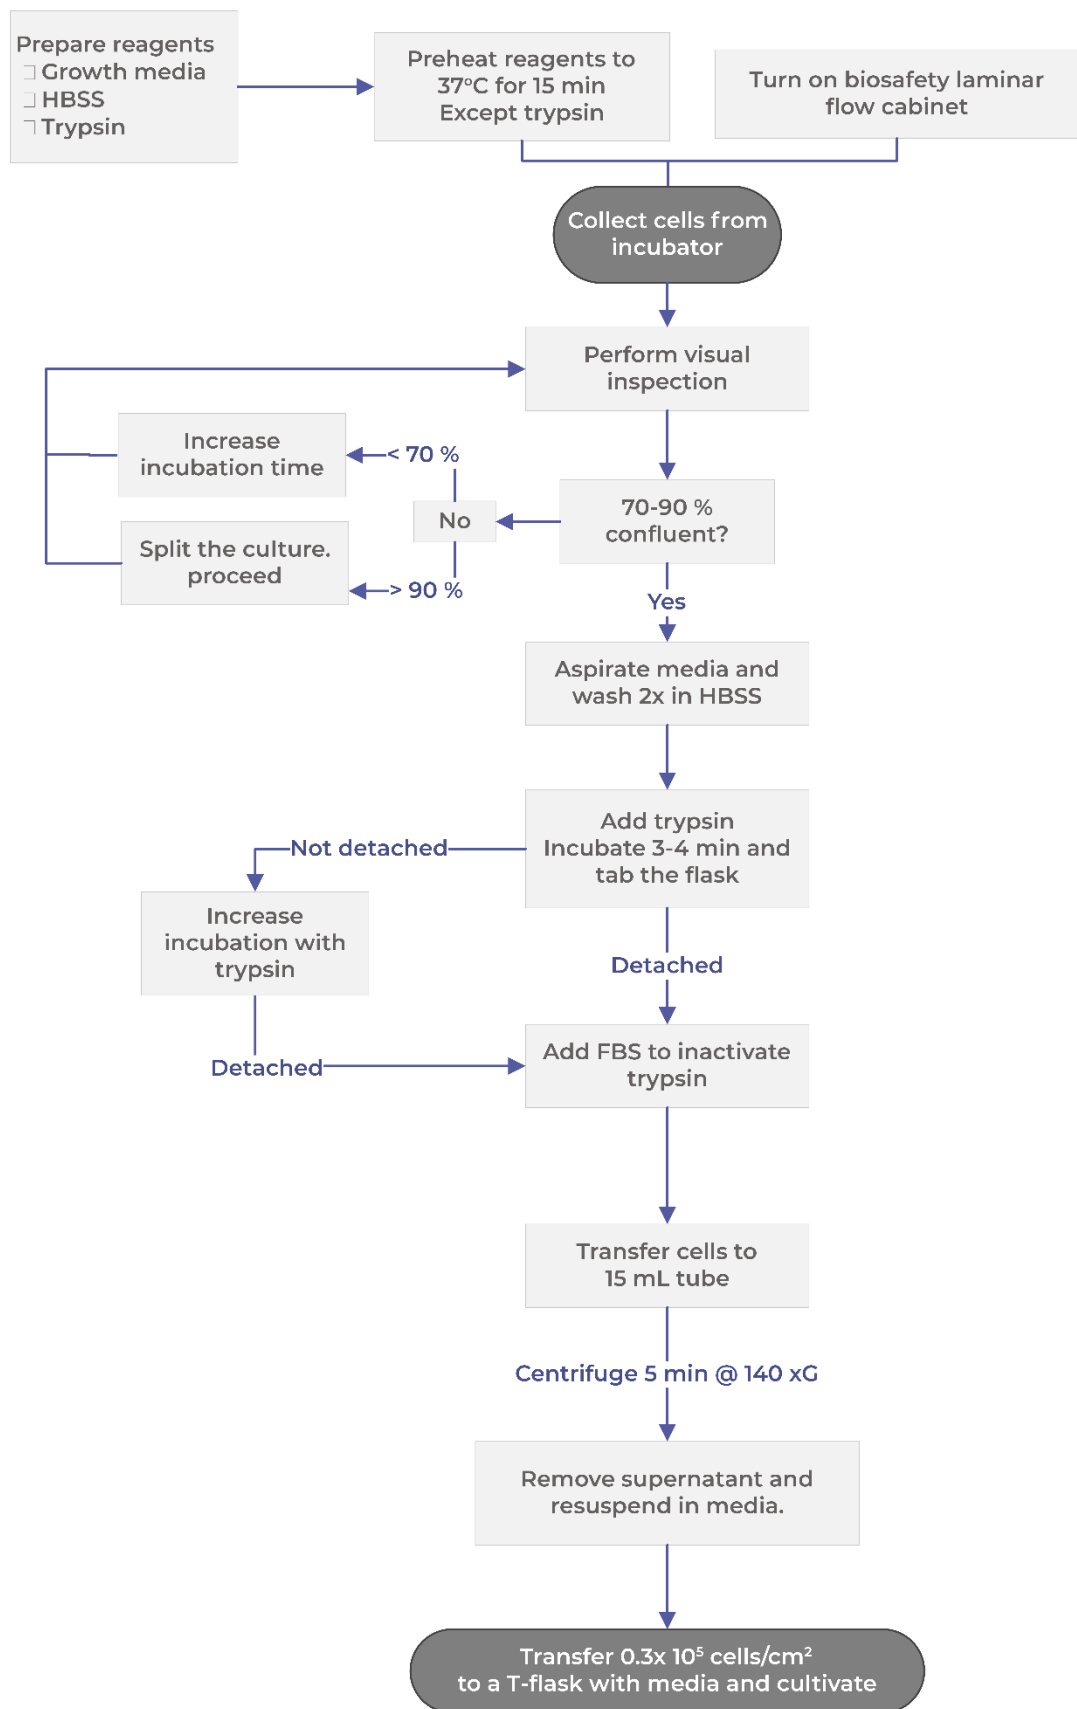 Prepare reagents
Growth media
HBSS
Trypsin
Preheat reagents to
37°C for 15 min
Except trypsin
Turn on biosafety laminar
flow cabinet
Collect cells from
incubator
Perform visual
inspection
Increase
incubation time
< 70 %
No
70-90 %
confluent?
Split the culture.
proceed
> 90 %
Yes
Aspirate media and
wash 2x in HBSS
Add trypsin
Incubate 3-4 min and
tab the flask
Not detached
Increase
incubation with
trypsin
Detached
Detached
Add FBS to inactivate
trypsin
Transfer cells to
15 mL tube
Centrifuge 5 min @ 140 xG
Remove supernatant and
resuspend in media.
Transfer 0.3x 10⁵ cells/cm²
to a T-flask with media and cultivate